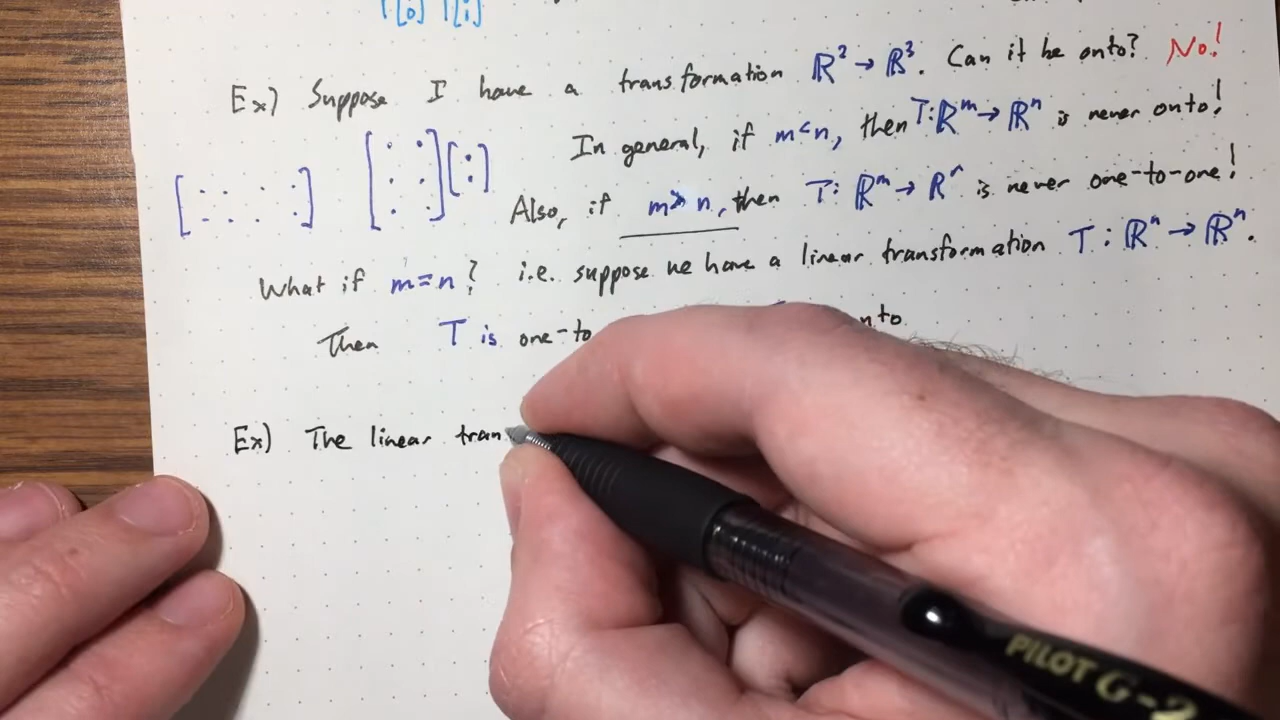 Ex) Suppose I have a transformation ℝ² → ℝ³. Can it be onto? No!
In general, if m<n, then T:ℝᵐ→ℝⁿ is never onto!
Also, if m>n, then T: ℝᵐ → ℝⁿ is never one-to-one!
What if m=n? i.e. suppose we have a linear transformation T: ℝⁿ → ℝⁿ.
Then T is one-to
Ex) The linear tran
PILOT G-2